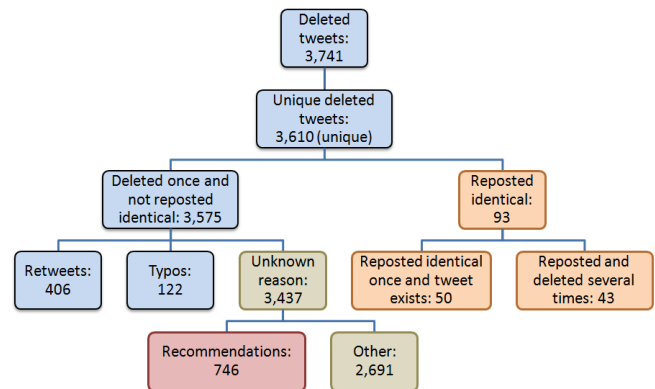 Deleted
tweets:
3,741
Unique deleted
tweets:
3,610 (unique)
Deleted once and
not reposted
identical: 3,575
Reposted
identical:
93
Retweets:
406
Typos:
122
Unknown
reason:
3,437
Reposted identical
once and tweet
exists: 50
Reposted and
deleted several
times: 43
Recommendations:
746
Other:
2,691